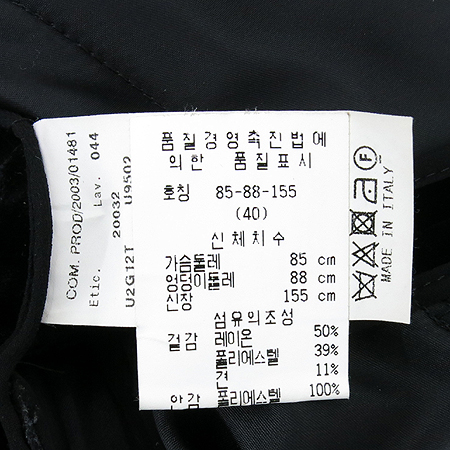 품질경영촉진법에
의한 품질표시
호칭 85-88-155
(40)
신체치수
가슴둘레 85 cm
엉덩이둘레 88 cm
신장 155 cm
섬유의조성
겉감 레이온 50%
폴리에스텔 39%
견 11%
안감 폴리에스텔 100%
COM. PROD/2003/01481
Etic. 20032 Lav. 044
U2G12T U9502
F
A
MADE IN ITALY